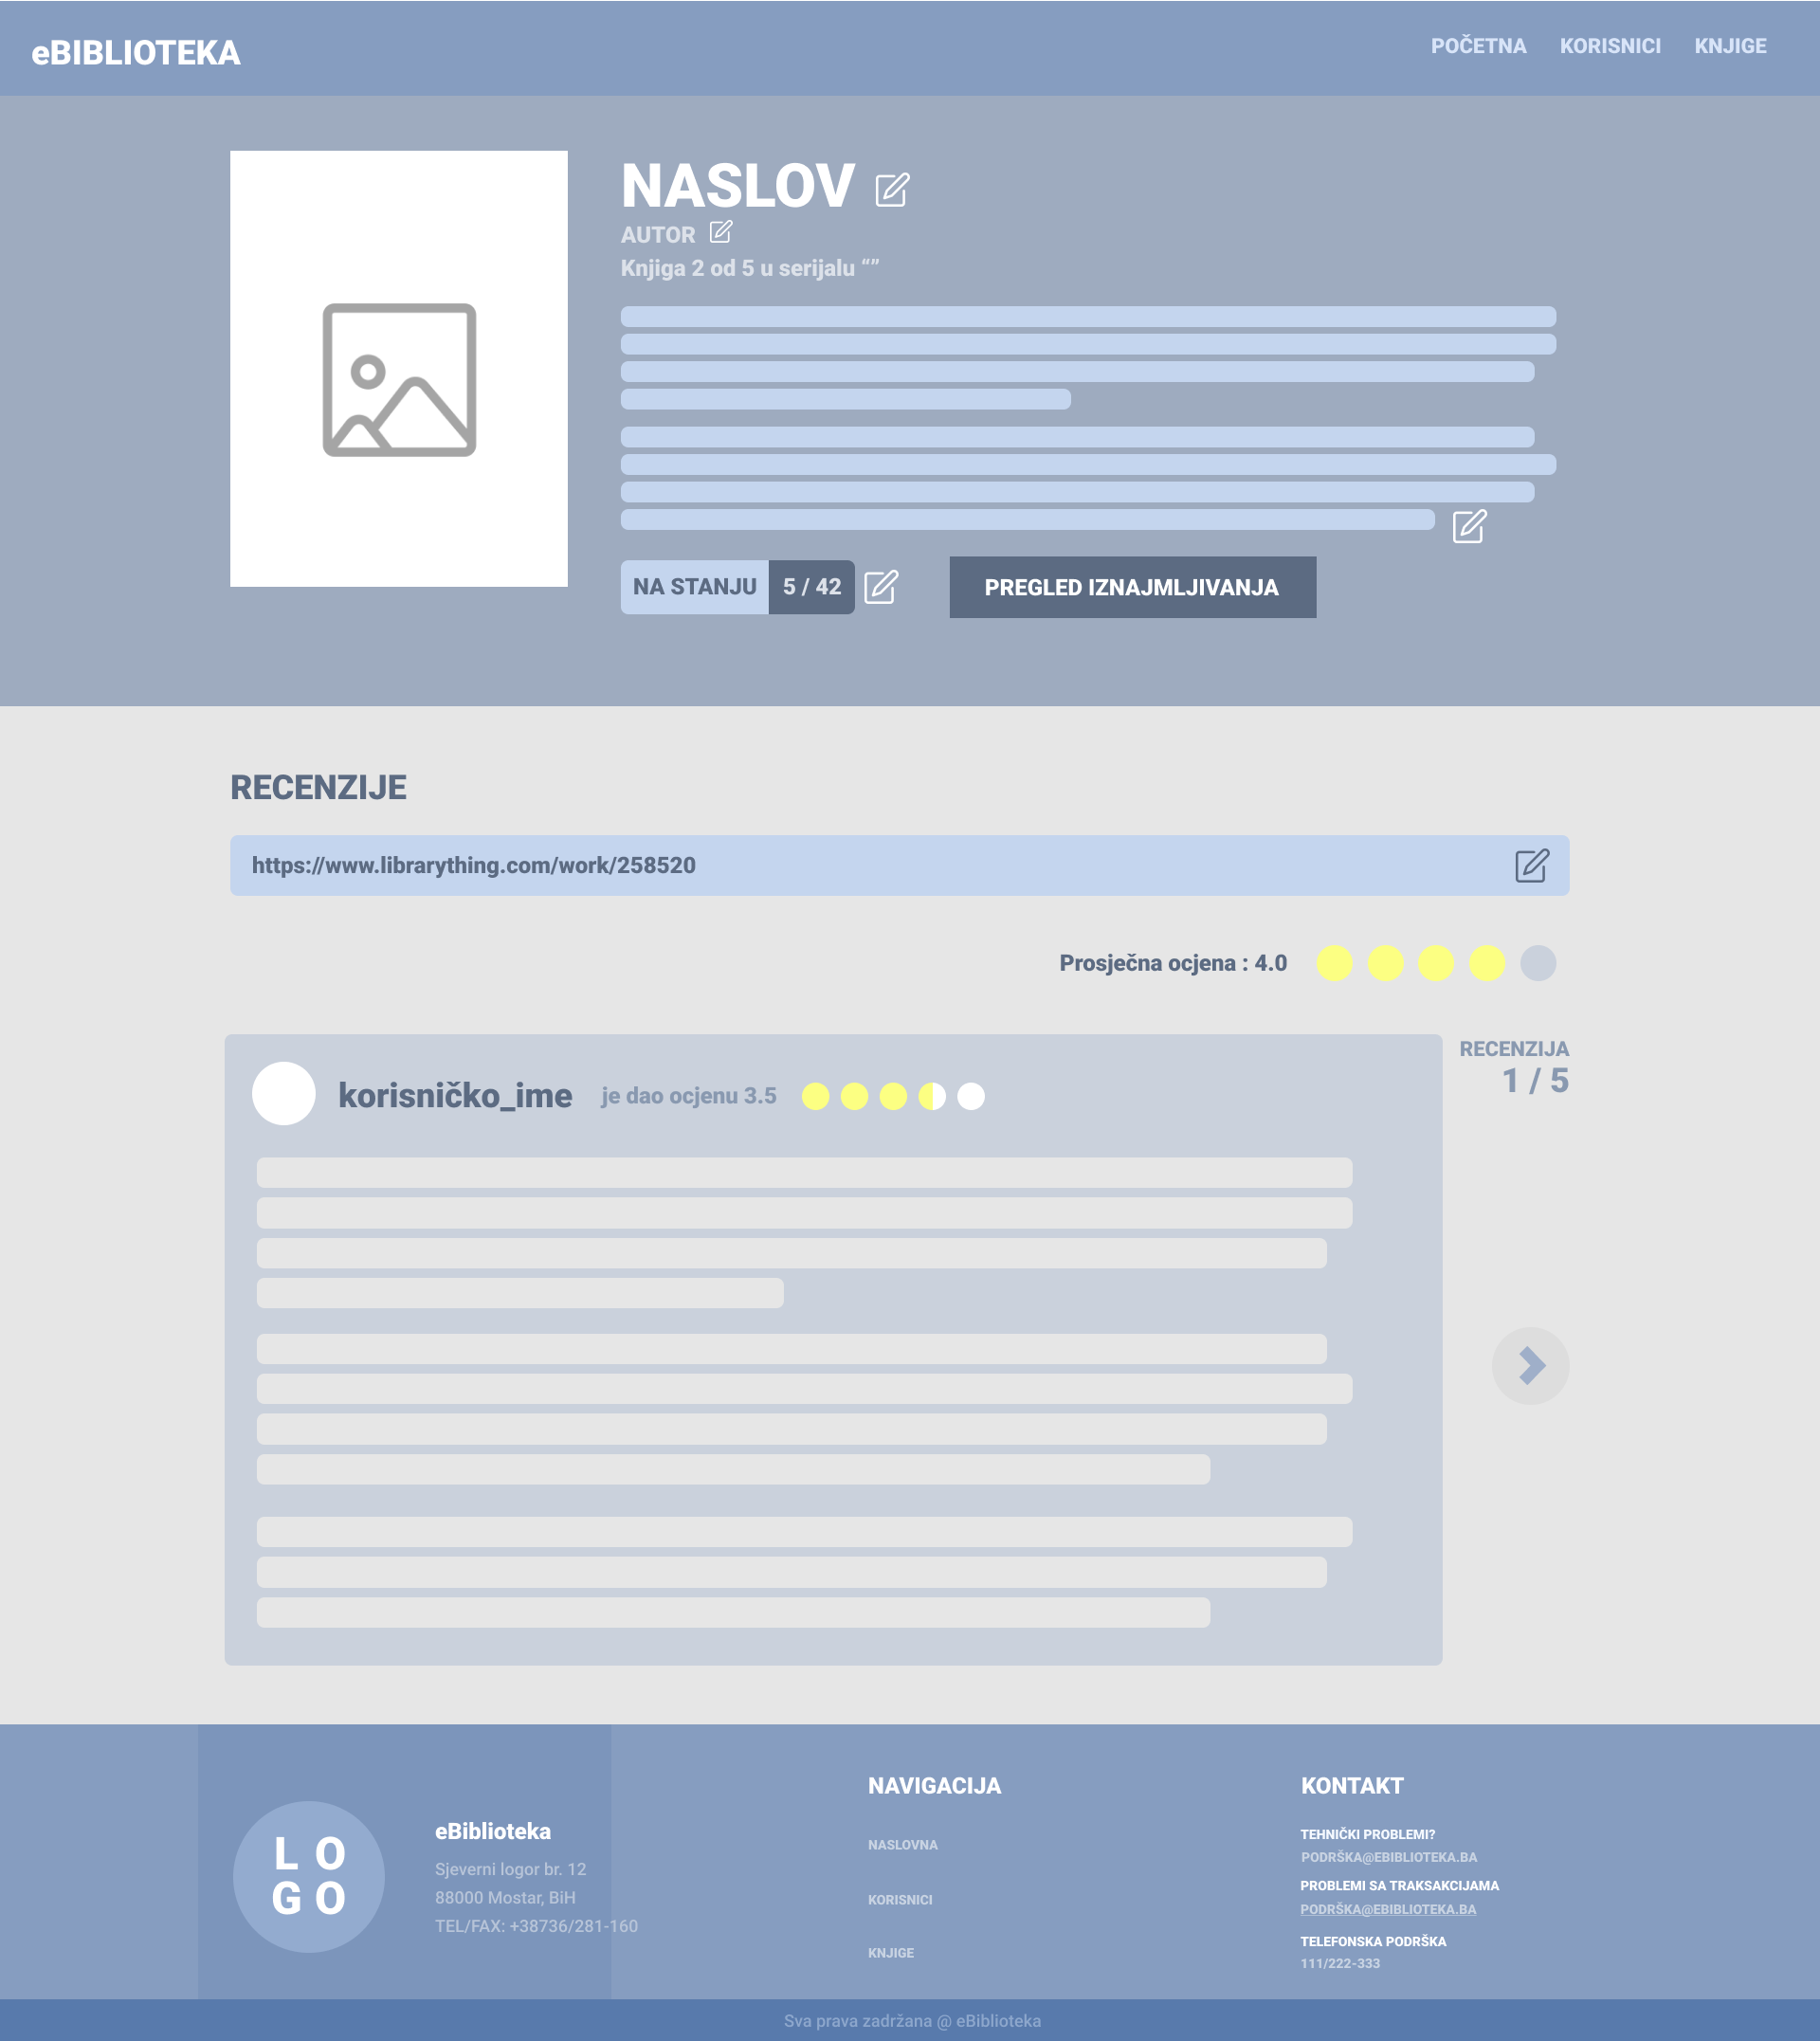 eBIBLIOTEKA
POČETNA KORISNICI KNJIGE
NASLOV
AUTOR
Knjiga 2 od 5 u serijalu “”
NA STANJU 5 / 42
PREGLED IZNAJMLJIVANJA
RECENZIJE
https://www.librarything.com/work/258520
Prosječna ocjena : 4.0
korisničko_ime je dao ocjenu 3.5
RECENZIJA
1 / 5
L O
G O
eBiblioteka
Sjeverni logor br. 12
88000 Mostar, BiH
TEL/FAX: +38736/281-160
NAVIGACIJA
NASLOVNA
KORISNICI
KNJIGE
KONTAKT
TEHNIČKI PROBLEMI?
PODRŠKA@EBIBLIOTEKA.BA
PROBLEMI SA TRAKSAKCIJAMA
PODRŠKA@EBIBLIOTEKA.BA
TELEFONSKA PODRŠKA
111/222-333
Sva prava zadržana @ eBiblioteka